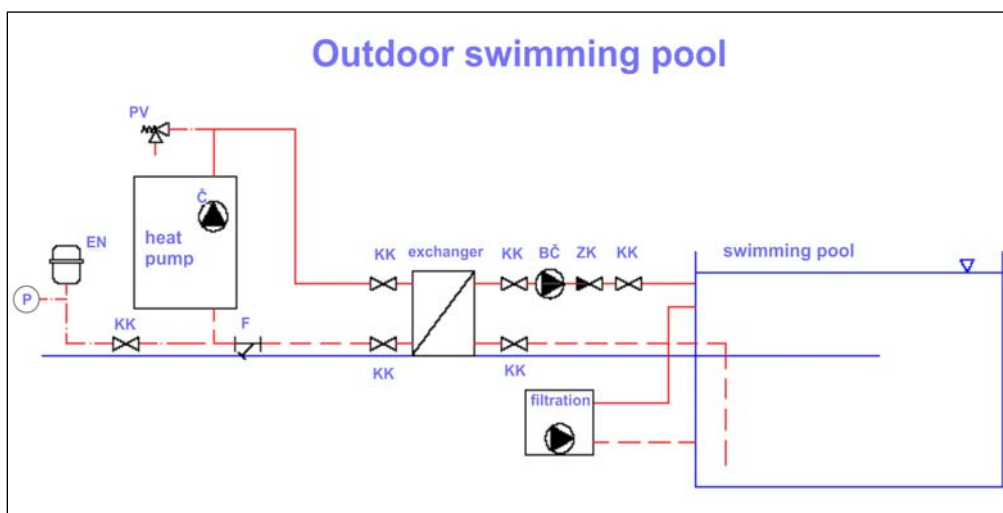 Outdoor swimming pool
PV
Č
heat
pump
EN
P
KK
F
KK
exchanger
KK
BČ
ZK
KK
swimming pool
KK
KK
filtration